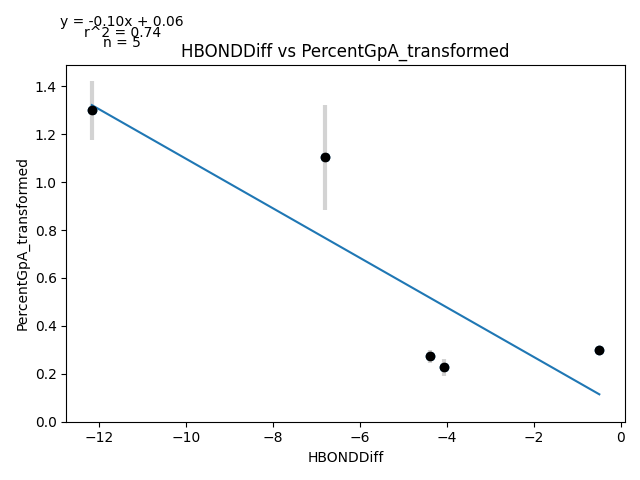 y = -0.10x + 0.06
r^2 = 0.74
n = 5
HBONDDiff vs PercentGpA_transformed
PercentGpA_transformed
1.4
1.2
1.0
0.8
0.6
0.4
0.2
0.0
−12
−10
−8
−6
−4
−2
0
HBONDDiff